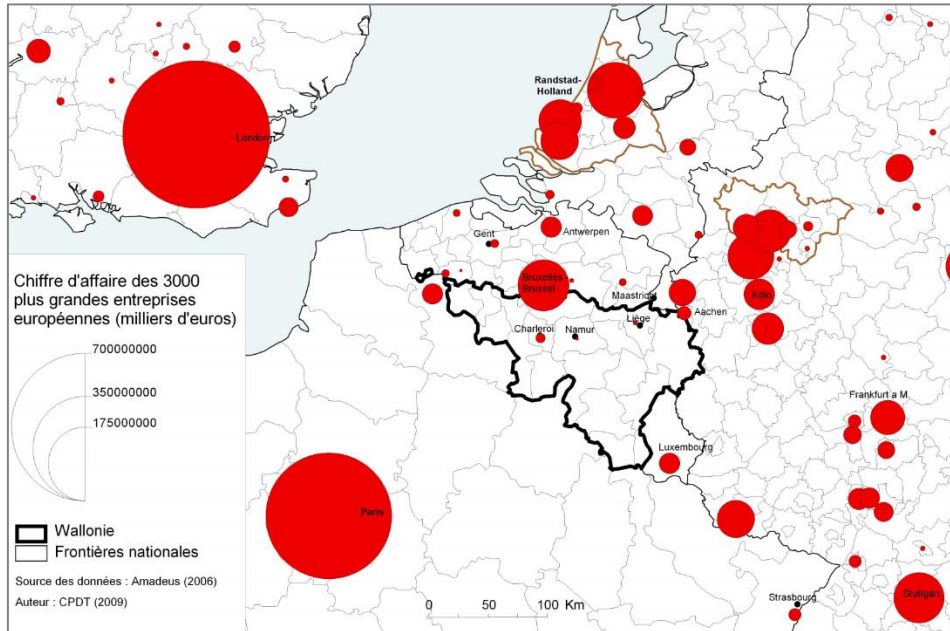 London
Randstad-
Holland
Gent
Antwerpen
Bruxelles
Brussel
Maastricht
Köln
Aachen
Charleroi
Namur
Liège
Frankfurt a M.
Luxembourg
Paris
Strasbourg
Stuttgart
Chiffre d'affaire des 3000
plus grandes entreprises
européennes (milliers d'euros)
700000000
350000000
175000000
Wallonie
Frontières nationales
Source des données : Amadeus (2006)
Auteur : CPDT (2009)
0 50 100 Km